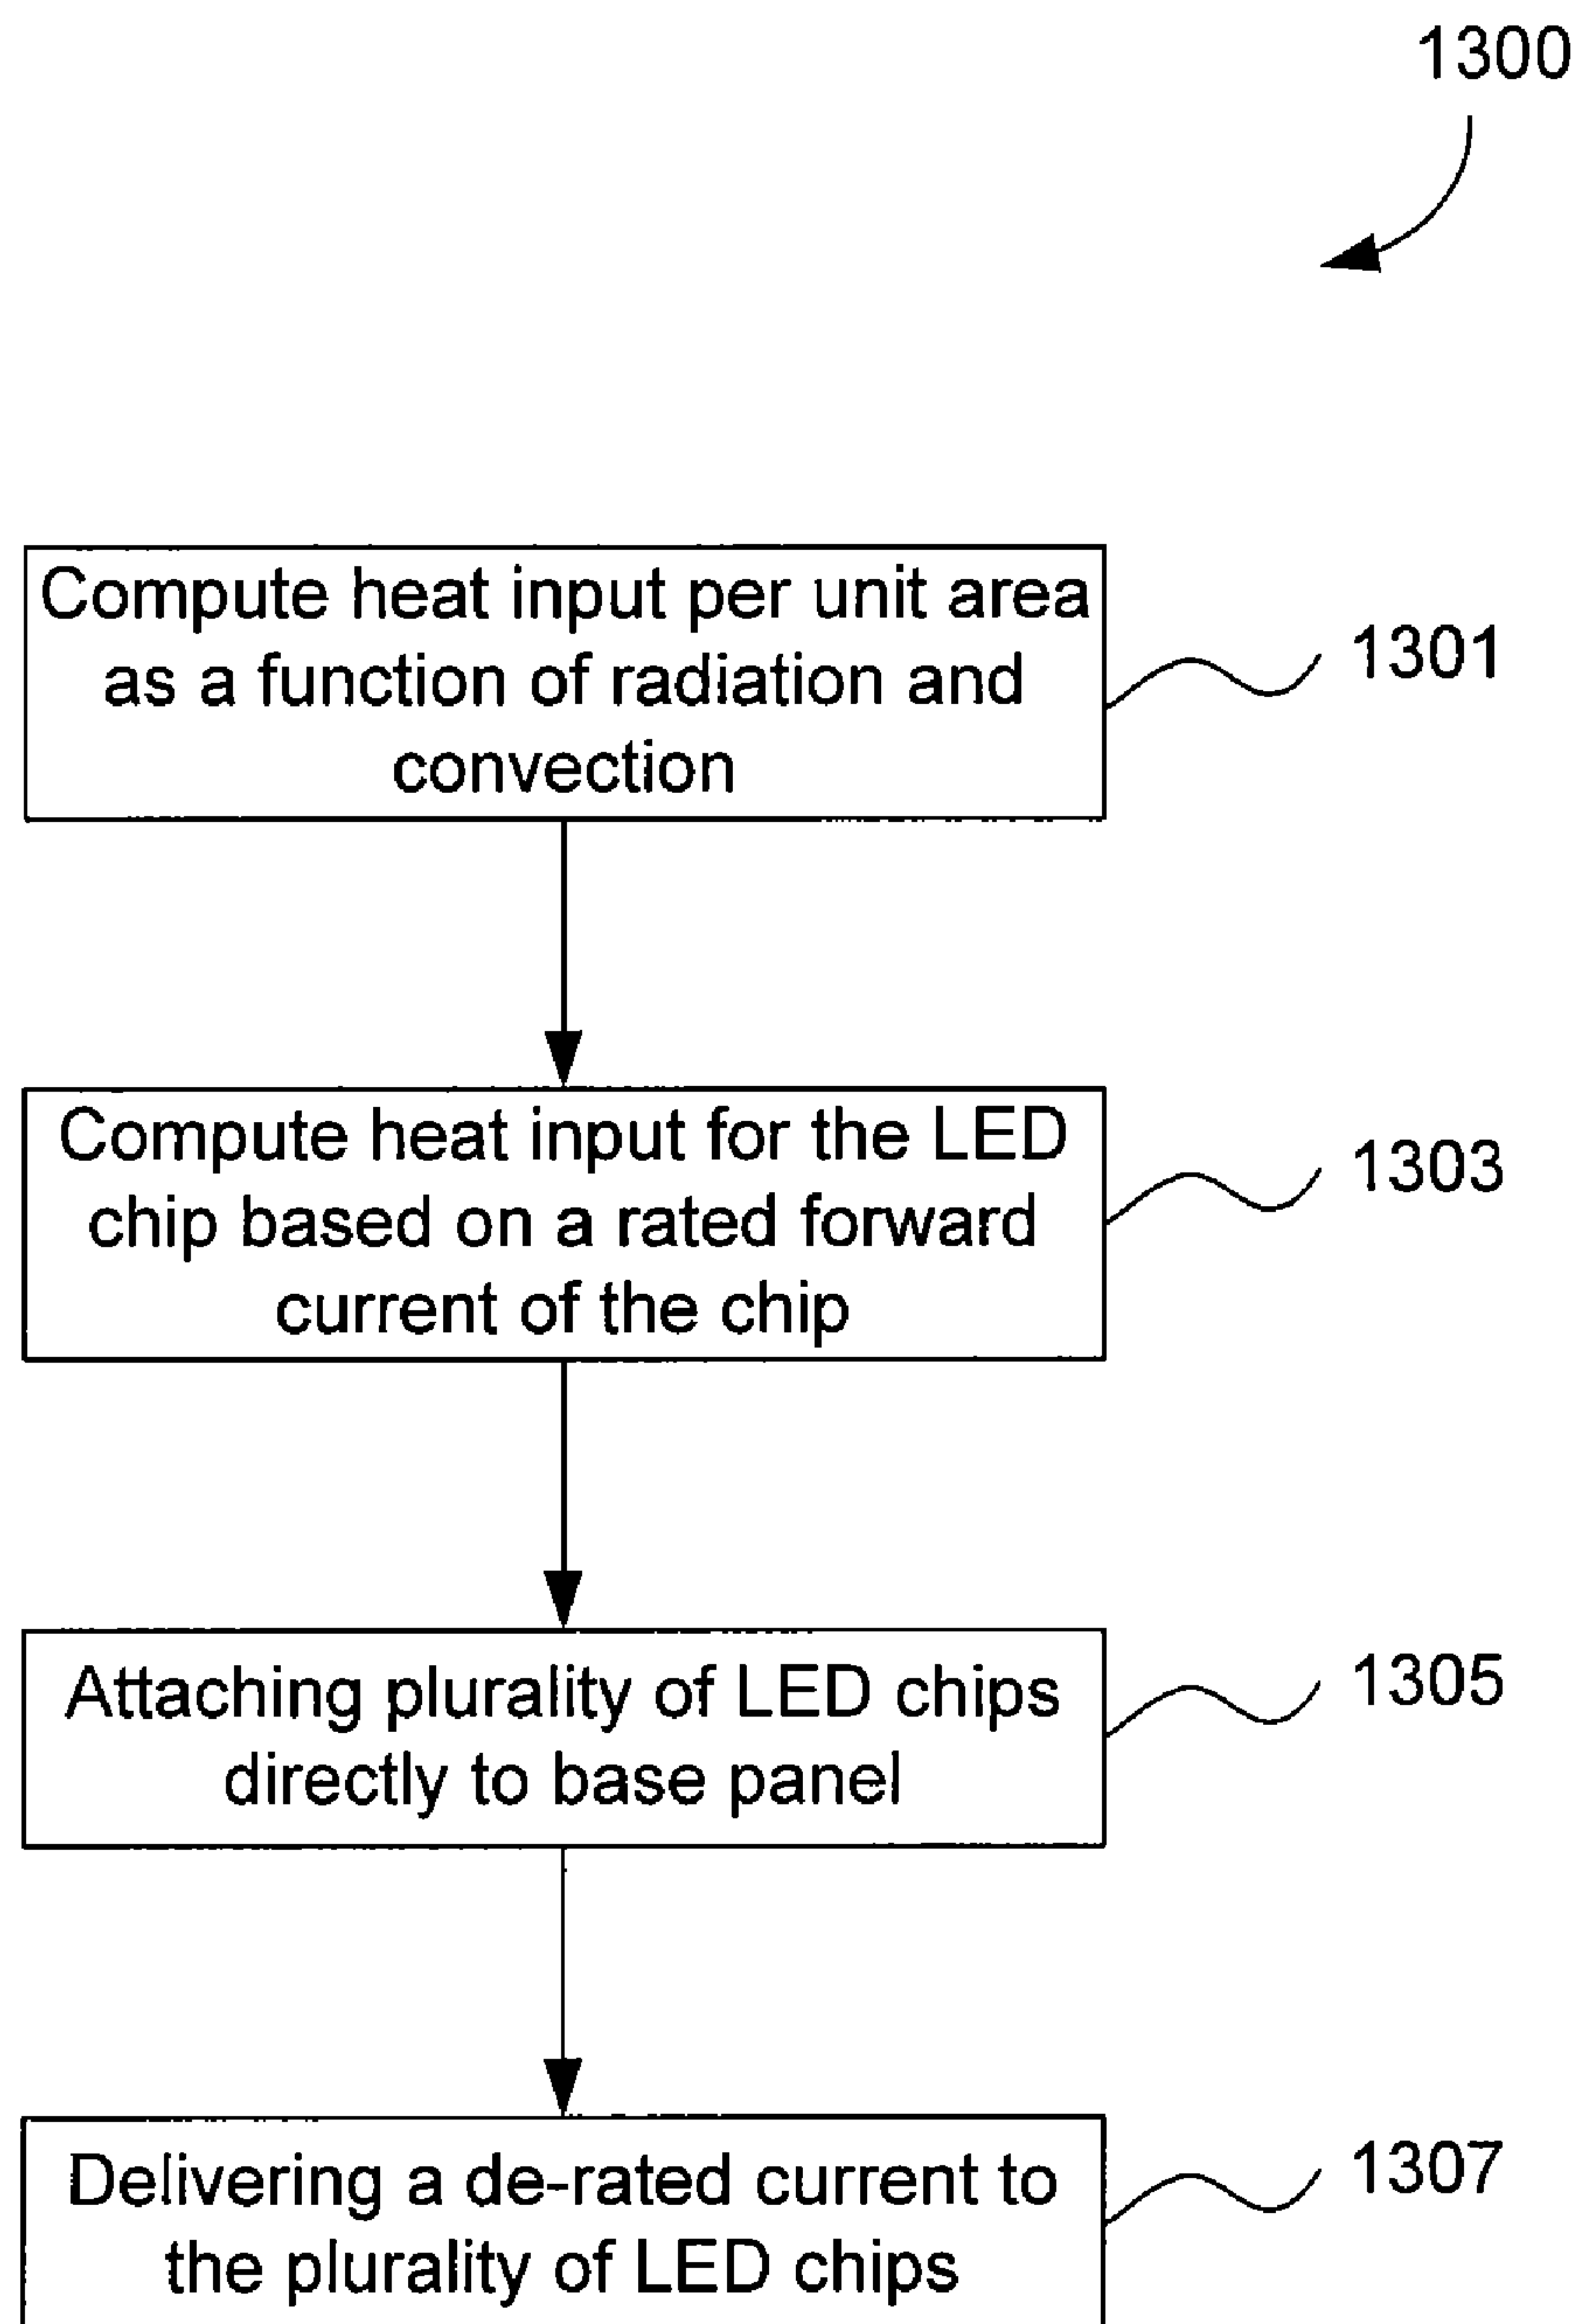 1300
Compute heat input per unit area
as a function of radiation and
convection
1301
Compute heat input for the LED
chip based on a rated forward
current of the chip
1303
Attaching plurality of LED chips
directly to base panel
1305
Delivering a de-rated current to
the plurality of LED chips
1307